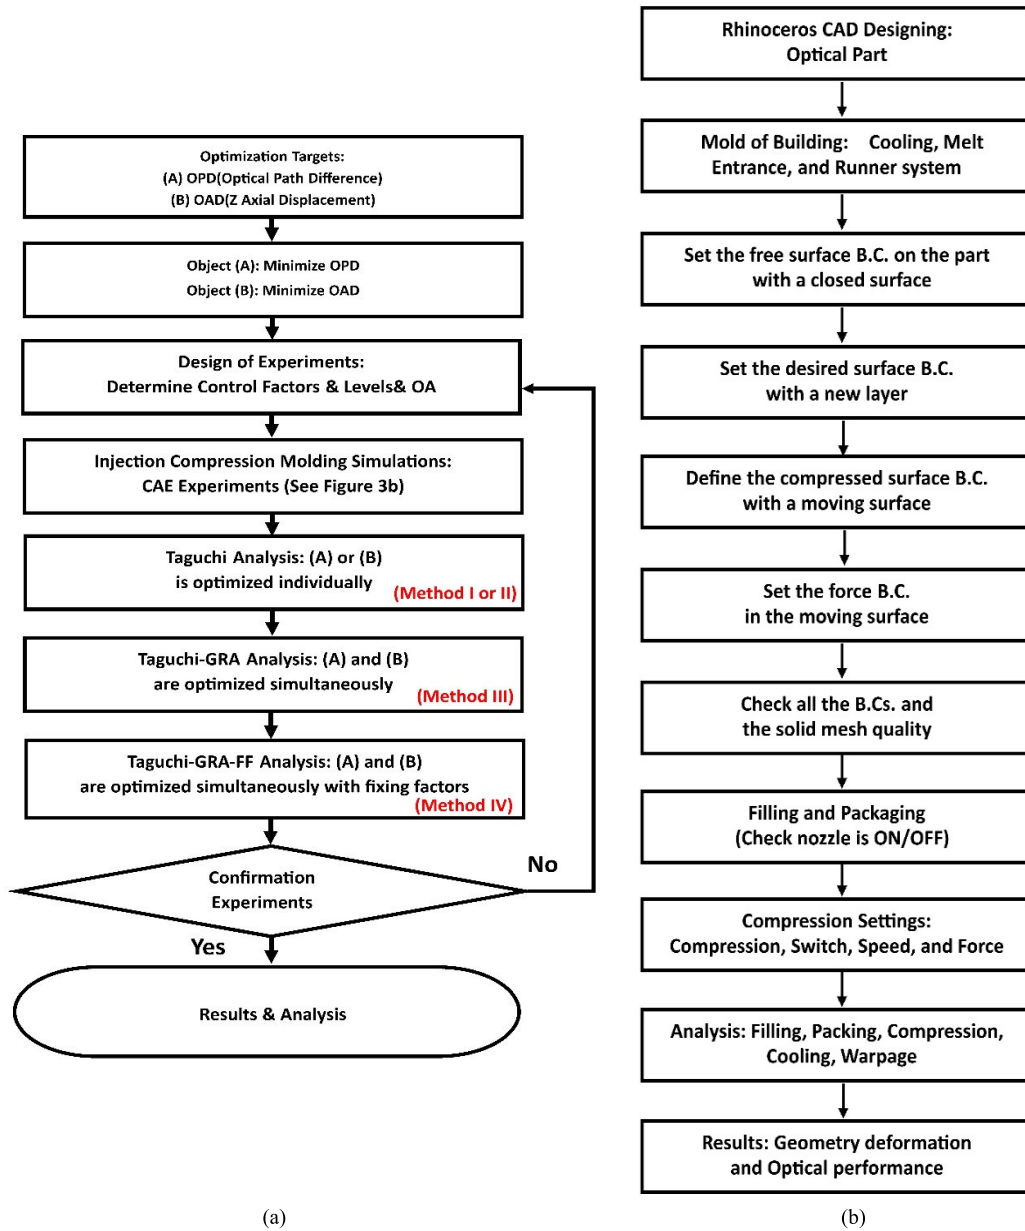 Optimization Targets:
(A) OPD(Optical Path Difference)
(B) OAD(Z Axial Displacement)
Object (A): Minimize OPD
Object (B): Minimize OAD
Design of Experiments:
Determine Control Factors & Levels& OA
Injection Compression Molding Simulations:
CAE Experiments (See Figure 3b)
Taguchi Analysis: (A) or (B)
is optimized individually
(Method I or II)
Taguchi-GRA Analysis: (A) and (B)
are optimized simultaneously
(Method III)
Taguchi-GRA-FF Analysis: (A) and (B)
are optimized simultaneously with fixing factors
(Method IV)
Confirmation
Experiments
No
Yes
Results & Analysis
(a)
Rhinoceros CAD Designing:
Optical Part
Mold of Building: Cooling, Melt
Entrance, and Runner system
Set the free surface B.C. on the part
with a closed surface
Set the desired surface B.C.
with a new layer
Define the compressed surface B.C.
with a moving surface
Set the force B.C.
in the moving surface
Check all the B.Cs. and
the solid mesh quality
Filling and Packaging
(Check nozzle is ON/OFF)
Compression Settings:
Compression, Switch, Speed, and Force
Analysis: Filling, Packing, Compression,
Cooling, Warpage
Results: Geometry deformation
and Optical performance
(b)